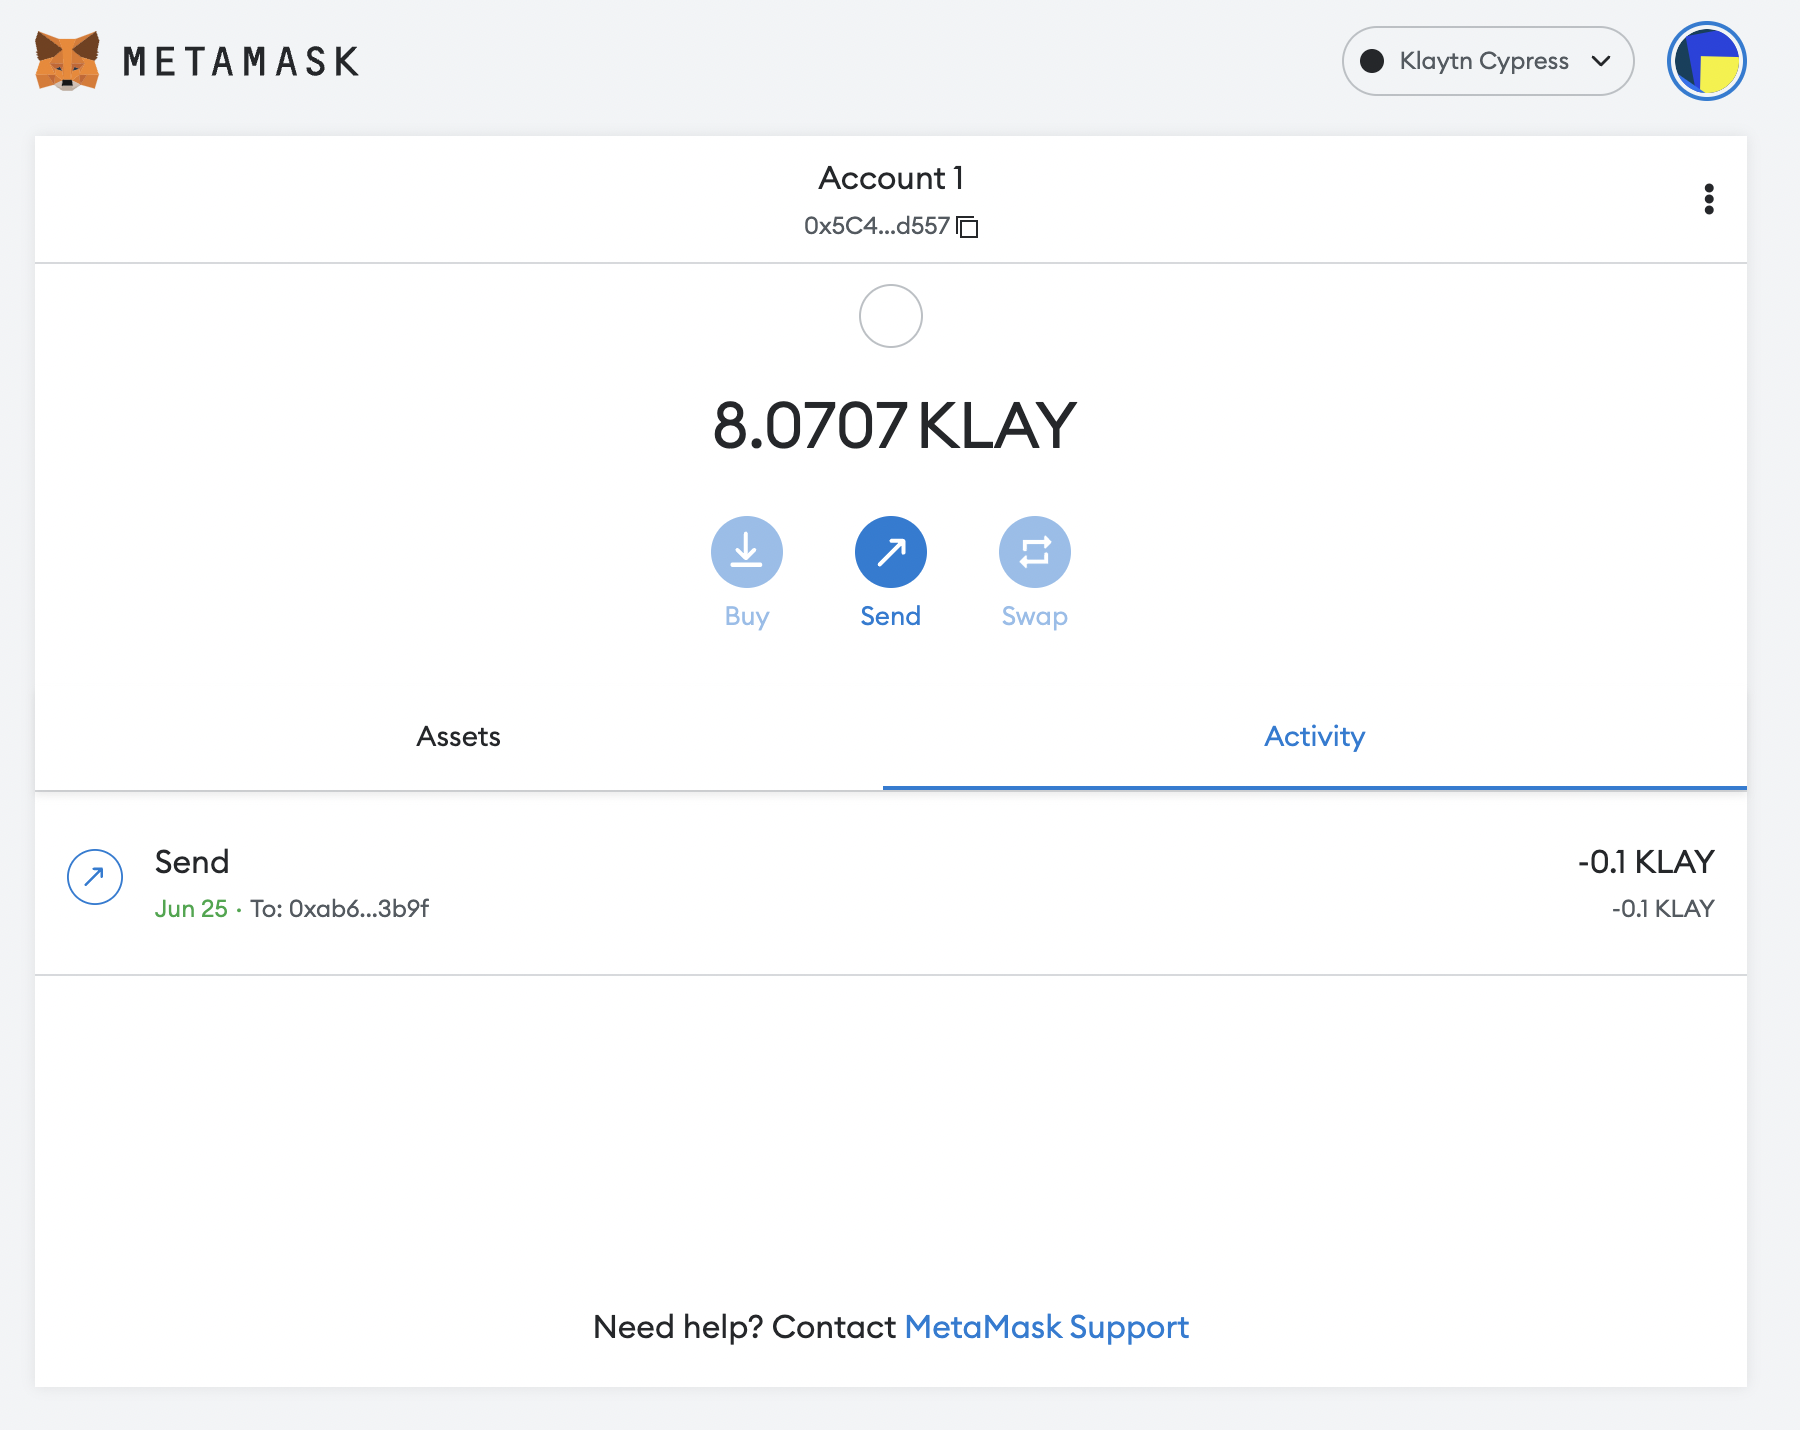 METAMASK
Klaytn Cypress
Account 1
0x5C4...d557
8.0707 KLAY
Buy
Send
Swap
Assets
Activity
Send
-0.1 KLAY
Jun 25 · To: 0xab6...3b9f
-0.1 KLAY
Need help? Contact MetaMask Support